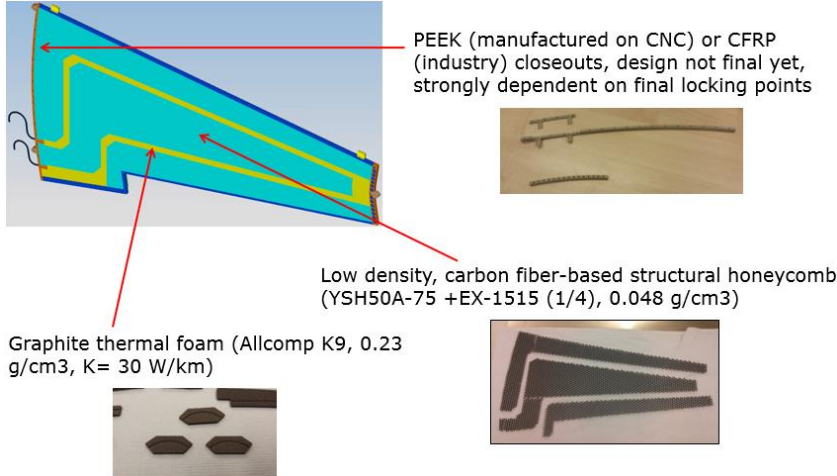 PEEK (manufactured on CNC) or CFRP
(industry) closeouts, design not final yet,
strongly dependent on final locking points
Low density, carbon fiber-based structural honeycomb
(YSH50A-75 +EX-1515 (1/4), 0.048 g/cm3)
Graphite thermal foam (Allcomp K9, 0.23
g/cm3, K= 30 W/km)